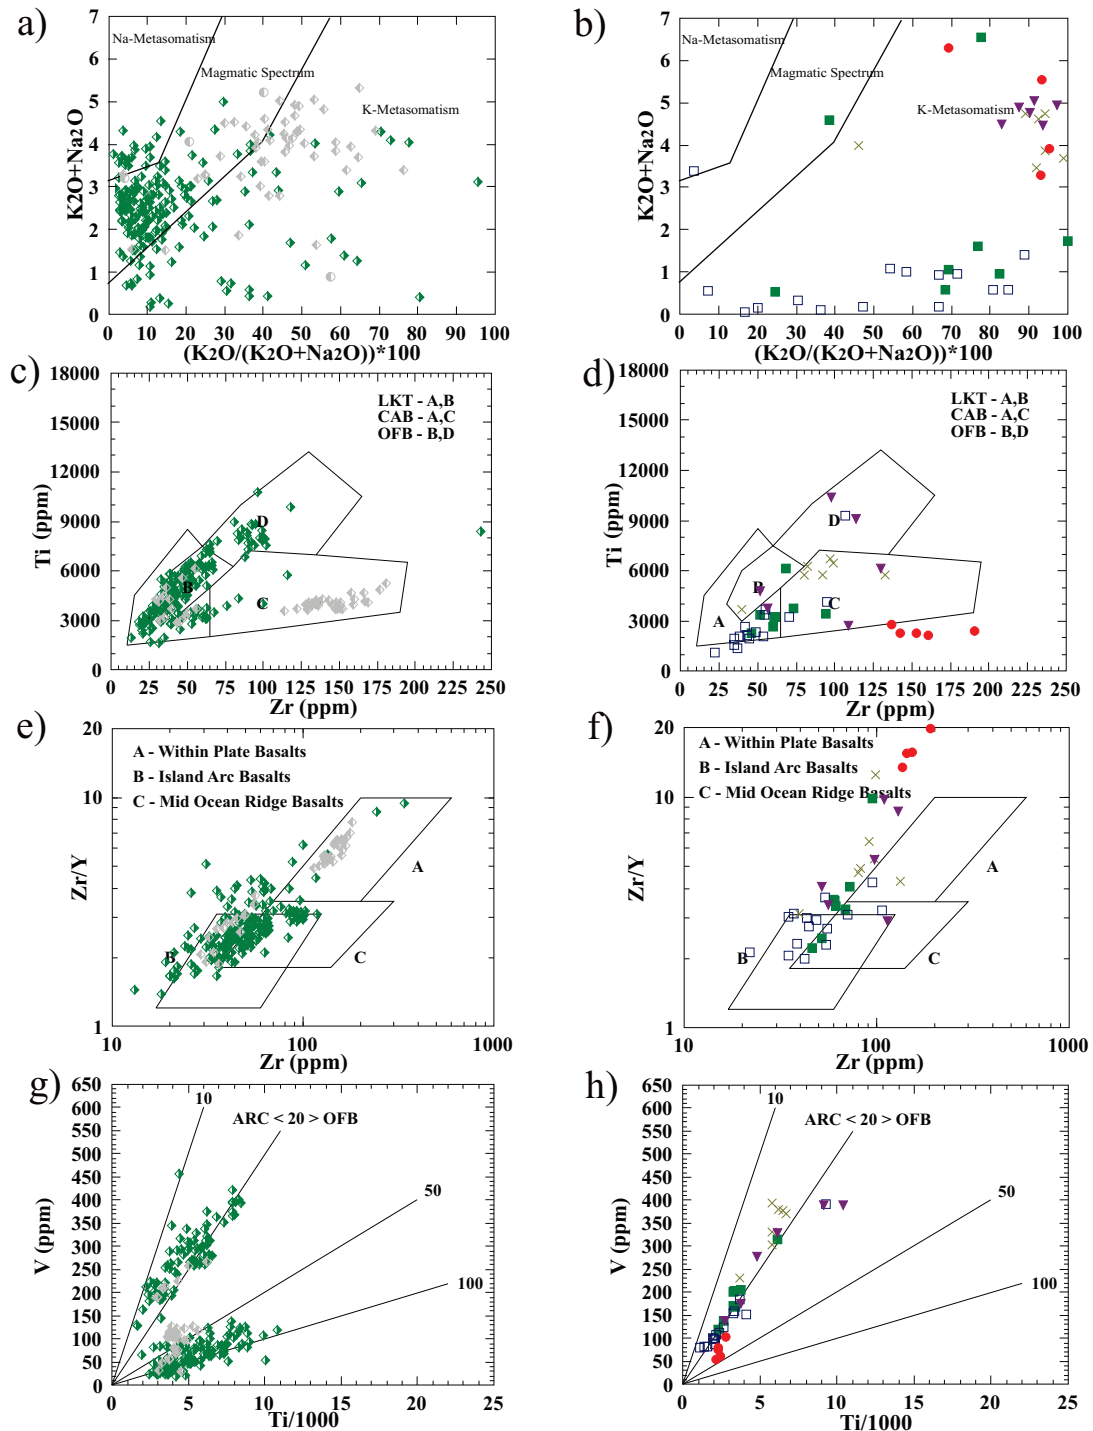 a)
7
6
5
4
3
2
1
0
K2O+Na2O
Na-Metasomatism
Magmatic Spectrum
K-Metasomatism
0 10 20 30 40 50 60 70 80 90 100
(K2O/(K2O+Na2O))*100
b)
7
6
5
4
3
2
1
0
K2O+Na2O
Na-Metasomatism
Magmatic Spectrum
K-Metasomatism
0 10 20 30 40 50 60 70 80 90 100
(K2O/(K2O+Na2O))*100
c)
18000
15000
12000
9000
6000
3000
0
Ti (ppm)
LKT - A,B
CAB - A,C
OFB - B,D
D
B
C
0 25 50 75 100 125 150 175 200 225 250
Zr (ppm)
d)
18000
15000
12000
9000
6000
3000
0
Ti (ppm)
LKT - A,B
CAB - A,C
OFB - B,D
D
B
C
A
0 25 50 75 100 125 150 175 200 225 250
Zr (ppm)
e)
20
10
1
Zr/Y
A - Within Plate Basalts
B - Island Arc Basalts
C - Mid Ocean Ridge Basalts
A
B
C
10 100 1000
Zr (ppm)
f)
20
10
1
Zr/Y
A - Within Plate Basalts
B - Island Arc Basalts
C - Mid Ocean Ridge Basalts
A
B
C
10 100 1000
Zr (ppm)
g)
650
600
550
500
450
400
350
300
250
200
150
100
50
0
V (ppm)
10
ARC < 20 > OFB
50
100
0 5 10 15 20 25
Ti/1000
h)
650
600
550
500
450
400
350
300
250
200
150
100
50
0
V (ppm)
10
ARC < 20 > OFB
50
100
0 5 10 15 20 25
Ti/1000